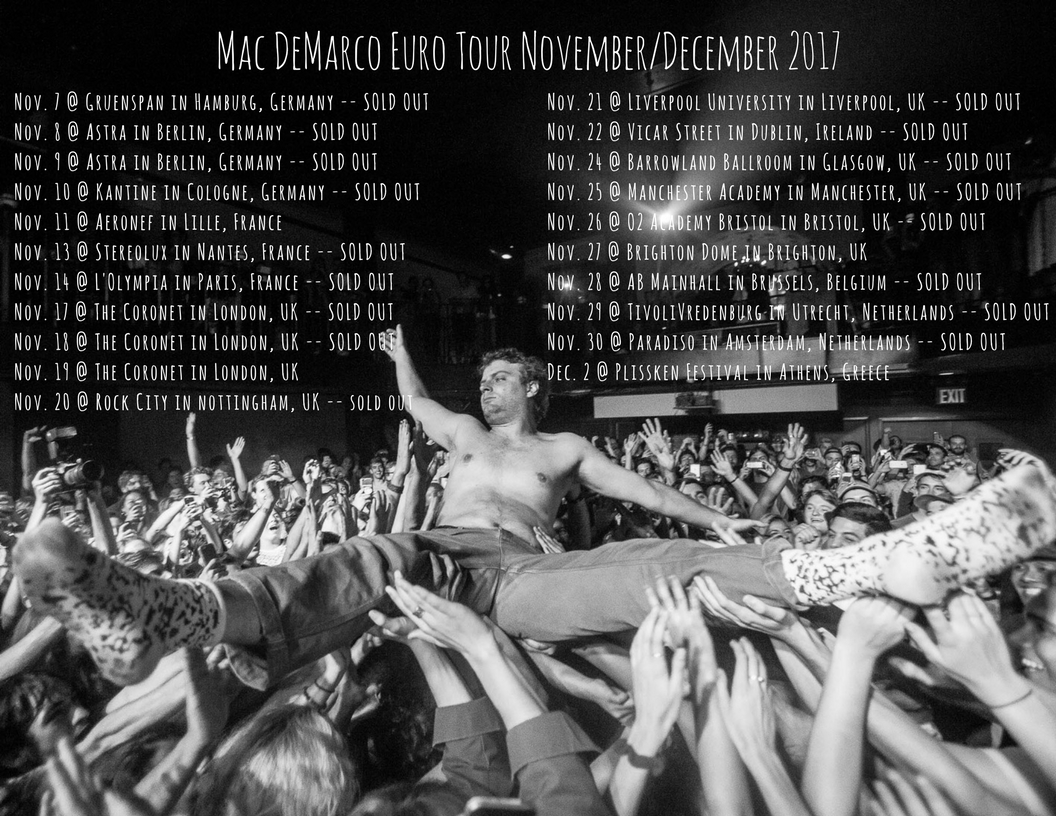 Mac DeMarco Euro Tour November/December 2017
Nov. 7 @ Gruenspan in Hamburg, Germany -- SOLD OUT
Nov. 8 @ Astra in Berlin, Germany -- SOLD OUT
Nov. 9 @ Astra in Berlin, Germany -- SOLD OUT
Nov. 10 @ Kantine in Cologne, Germany -- SOLD OUT
Nov. 11 @ Aeronef in Lille, France
Nov. 13 @ Stereolux in Nantes, France -- SOLD OUT
Nov. 14 @ L'Olympia in Paris, France -- SOLD OUT
Nov. 17 @ The Coronet in London, UK -- SOLD OUT
Nov. 18 @ The Coronet in London, UK -- SOLD OUT
Nov. 19 @ The Coronet in London, UK
Nov. 20 @ Rock City in nottingham, UK -- sold out
Nov. 21 @ Liverpool University in Liverpool, UK -- SOLD OUT
Nov. 22 @ Vicar Street in Dublin, Ireland -- SOLD OUT
Nov. 24 @ Barrowland Ballroom in Glasgow, UK -- SOLD OUT
Nov. 25 @ Manchester Academy in Manchester, UK -- SOLD OUT
Nov. 26 @ O2 Academy Bristol in Bristol, UK -- SOLD OUT
Nov. 27 @ Brighton Dome in Brighton, UK
Nov. 28 @ AB Mainhall in Brussels, Belgium -- SOLD OUT
Nov. 29 @ TivoliVredenburg in Utrecht, Netherlands -- SOLD OUT
Nov. 30 @ Paradiso in Amsterdam, Netherlands -- SOLD OUT
Dec. 2 @ Plissken Festival in Athens, Greece
EXIT